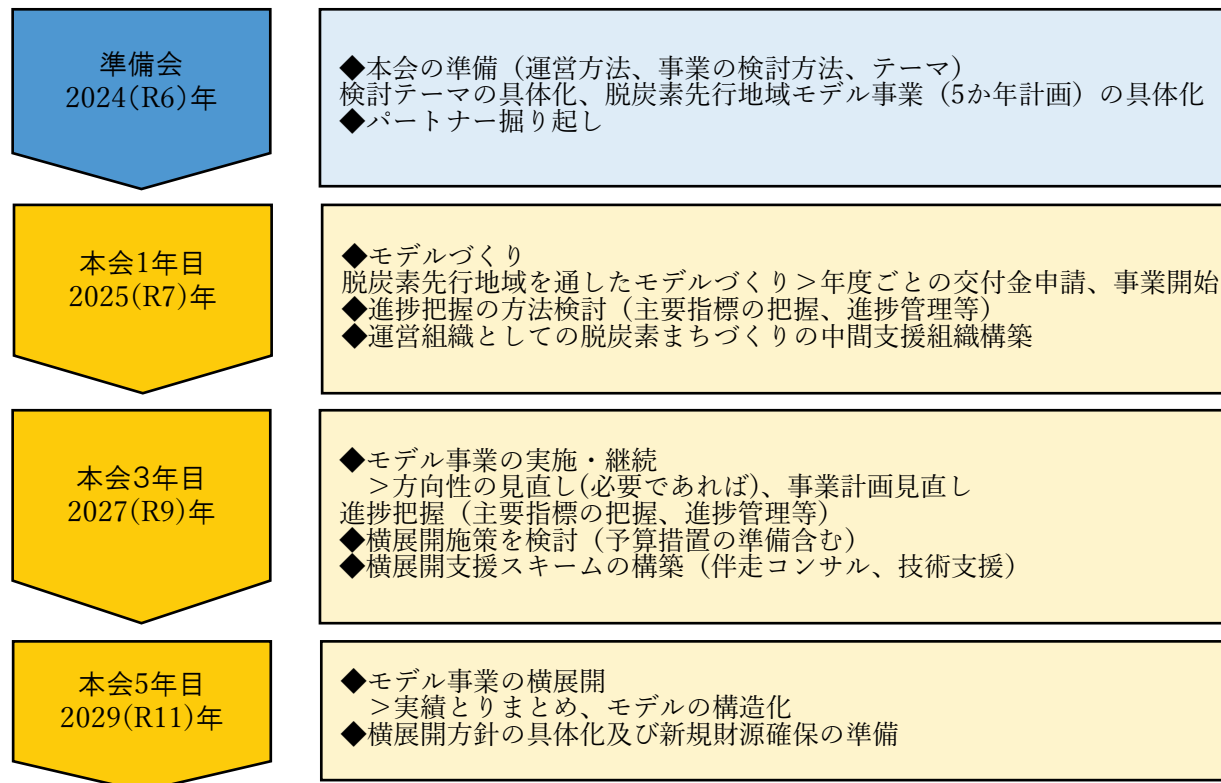 準備会
2024(R6)年
◆本会の準備（運営方法、事業の検討方法、テーマ）
検討テーマの具体化、脱炭素先行地域モデル事業（5か年計画）の具体化
◆パートナー掘り起し
本会1年目
2025(R7)年
◆モデルづくり
脱炭素先行地域を通したモデルづくり＞年度ごとの交付金申請、事業開始
◆進捗把握の方法検討（主要指標の把握、進捗管理等）
◆運営組織としての脱炭素まちづくりの中間支援組織構築
本会3年目
2027(R9)年
◆モデル事業の実施・継続
＞方向性の見直し(必要であれば)、事業計画見直し
進捗把握（主要指標の把握、進捗管理等）
◆横展開施策を検討（予算措置の準備含む）
◆横展開支援スキームの構築（伴走コンサル、技術支援）
本会5年目
2029(R11)年
◆モデル事業の横展開
＞実績とりまとめ、モデルの構造化
◆横展開方針の具体化及び新規財源確保の準備